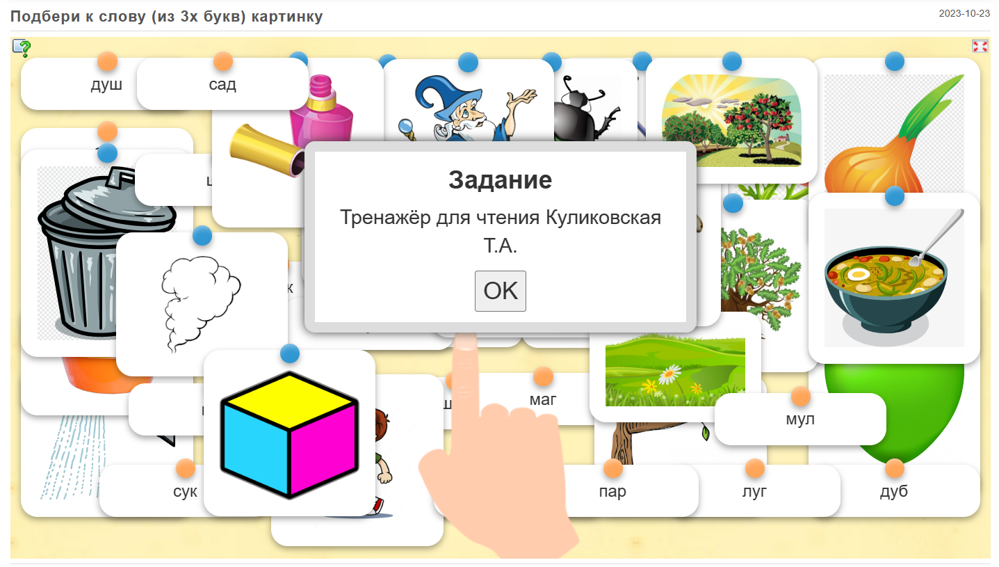 Подбери к слову (из 3х букв) картинку
2023-10-23
душ
сад
Задание
Тренажёр для чтения Куликовская
Т.А.
OK
маг
мул
сук
пар
луг
дуб